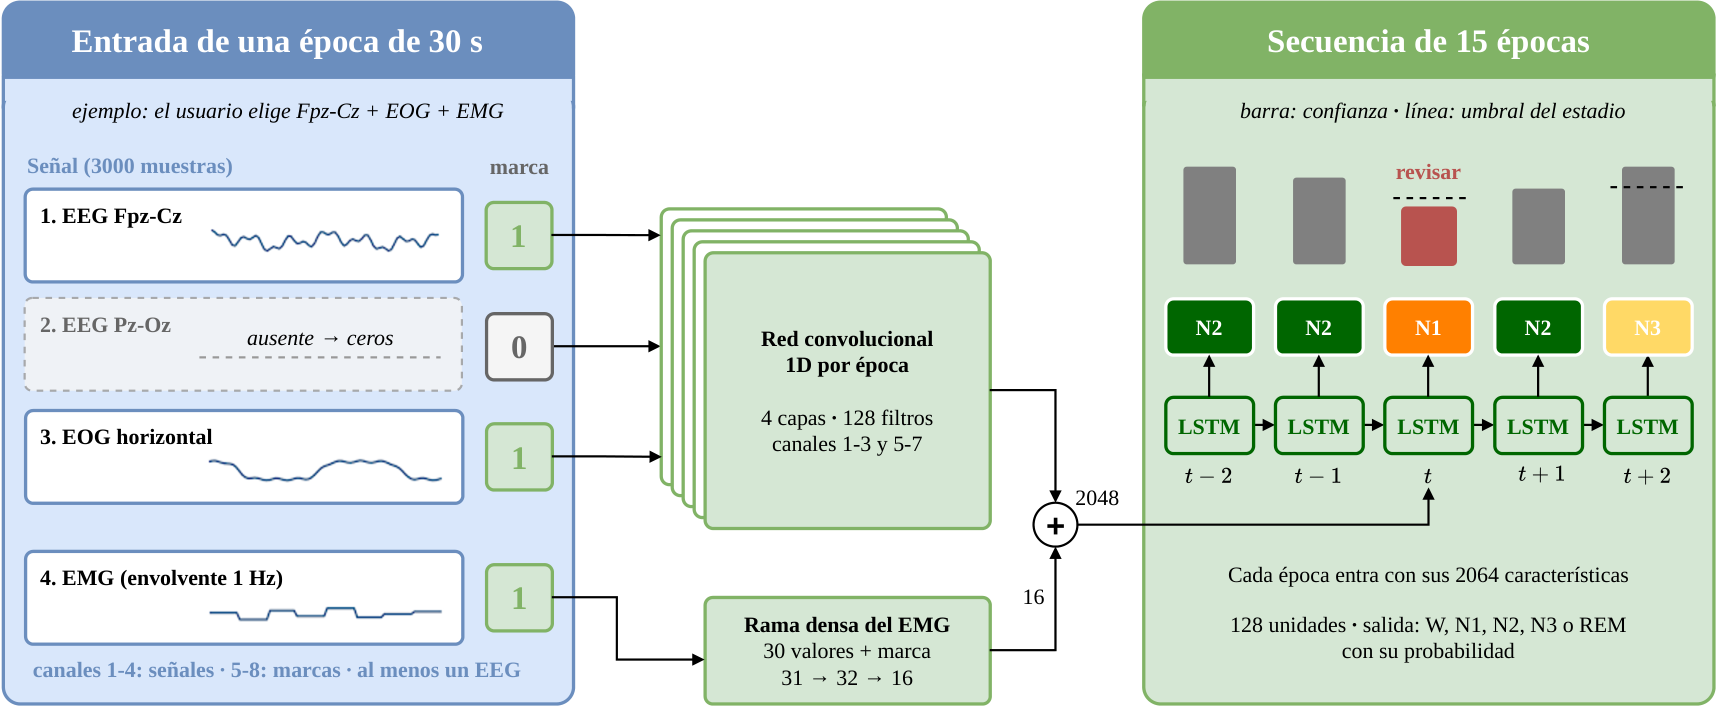 Entrada de una época de 30 s
ejemplo: el usuario elige Fpz-Cz + EOG + EMG
Señal (3000 muestras)
marca
1. EEG Fpz-Cz
1
2. EEG Pz-Oz
ausente → ceros
0
3. EOG horizontal
1
4. EMG (envolvente 1 Hz)
1
canales 1-4: señales · 5-8: marcas · al menos un EEG
Red convolucional
1D por época
4 capas · 128 filtros
canales 1-3 y 5-7
Rama densa del EMG
30 valores + marca
31 → 32 → 16
2048
+
16
Secuencia de 15 épocas
barra: confianza · línea: umbral del estadio
revisar
N2 N2 N1 N2 N3
LSTM LSTM LSTM LSTM LSTM
t − 2 t − 1 t t + 1 t + 2
Cada época entra con sus 2064 características
128 unidades · salida: W, N1, N2, N3 o REM
con su probabilidad